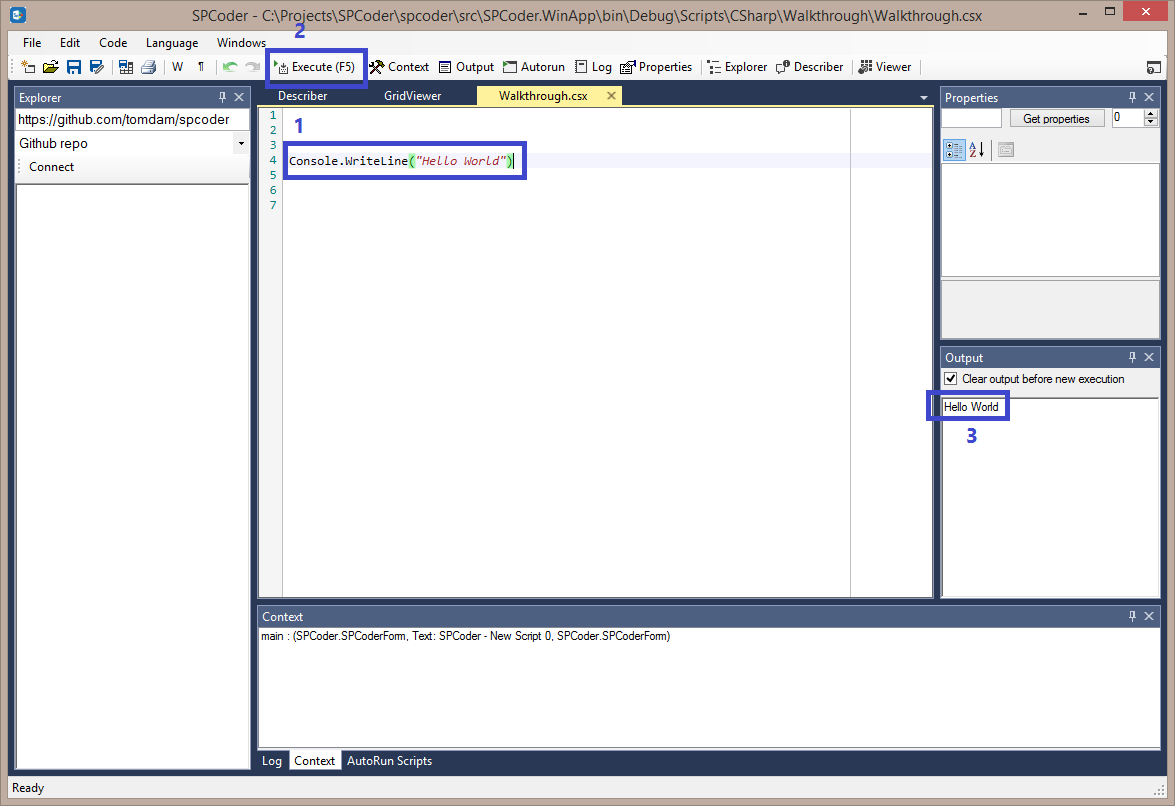 SPCoder - C:\Projects\SPCoder\spcoder\src\SPCoder.WinApp\bin\Debug\Scripts\CSharp\Walkthrough\Walkthrough.csx
File Edit Code Language Windows
2
W ¶ Execute (F5) Context Output Autorun Log Properties Explorer Describer Viewer
Explorer
https://github.com/tomdam/spcoder
Github repo
Connect
Describer GridViewer Walkthrough.csx
1
2
3
4
5
6
7
1
Console.WriteLine("Hello World")
Properties
Get properties 0
A
Z
Output
Clear output before new execution
Hello World
3
Context
main : (SPCoder.SPCoderForm, Text: SPCoder - New Script 0, SPCoder.SPCoderForm)
Log Context AutoRun Scripts
Ready